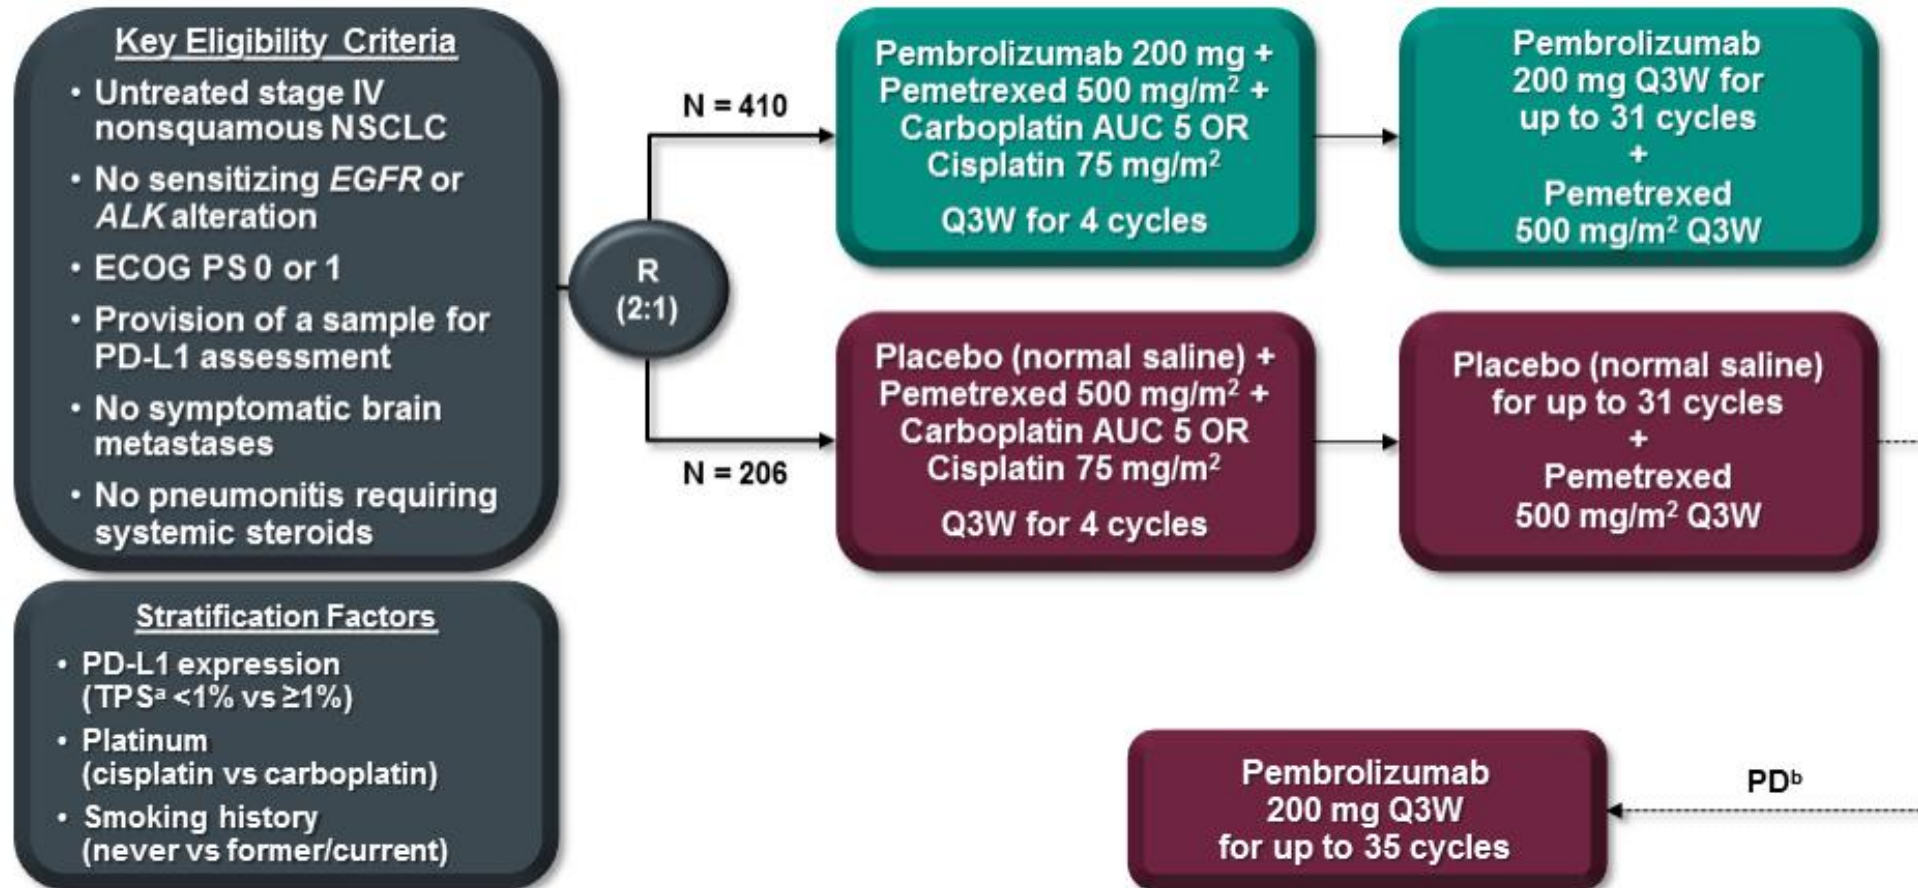 Key Eligibility Criteria
• Untreated stage IV
nonsquamous NSCLC
• No sensitizing EGFR or
ALK alteration
• ECOG PS 0 or 1
• Provision of a sample for
PD-L1 assessment
• No symptomatic brain
metastases
• No pneumonitis requiring
systemic steroids
Stratification Factors
• PD-L1 expression
(TPSᵃ <1% vs ≥1%)
• Platinum
(cisplatin vs carboplatin)
• Smoking history
(never vs former/current)
R
(2:1)
N = 410
Pembrolizumab 200 mg +
Pemetrexed 500 mg/m² +
Carboplatin AUC 5 OR
Cisplatin 75 mg/m²
Q3W for 4 cycles
Pembrolizumab
200 mg Q3W for
up to 31 cycles
+
Pemetrexed
500 mg/m² Q3W
N = 206
Placebo (normal saline) +
Pemetrexed 500 mg/m² +
Carboplatin AUC 5 OR
Cisplatin 75 mg/m²
Q3W for 4 cycles
Placebo (normal saline)
for up to 31 cycles
+
Pemetrexed
500 mg/m² Q3W
PDᵇ
Pembrolizumab
200 mg Q3W
for up to 35 cycles